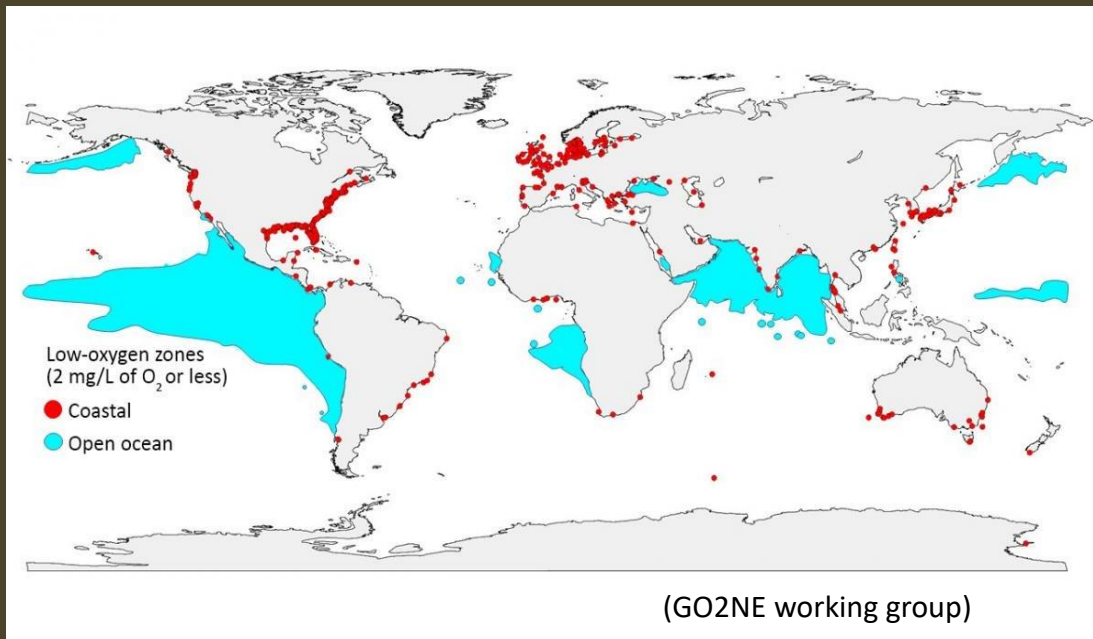 Low-oxygen zones
(2 mg/L of O₂ or less)
Coastal
Open ocean
(GO2NE working group)